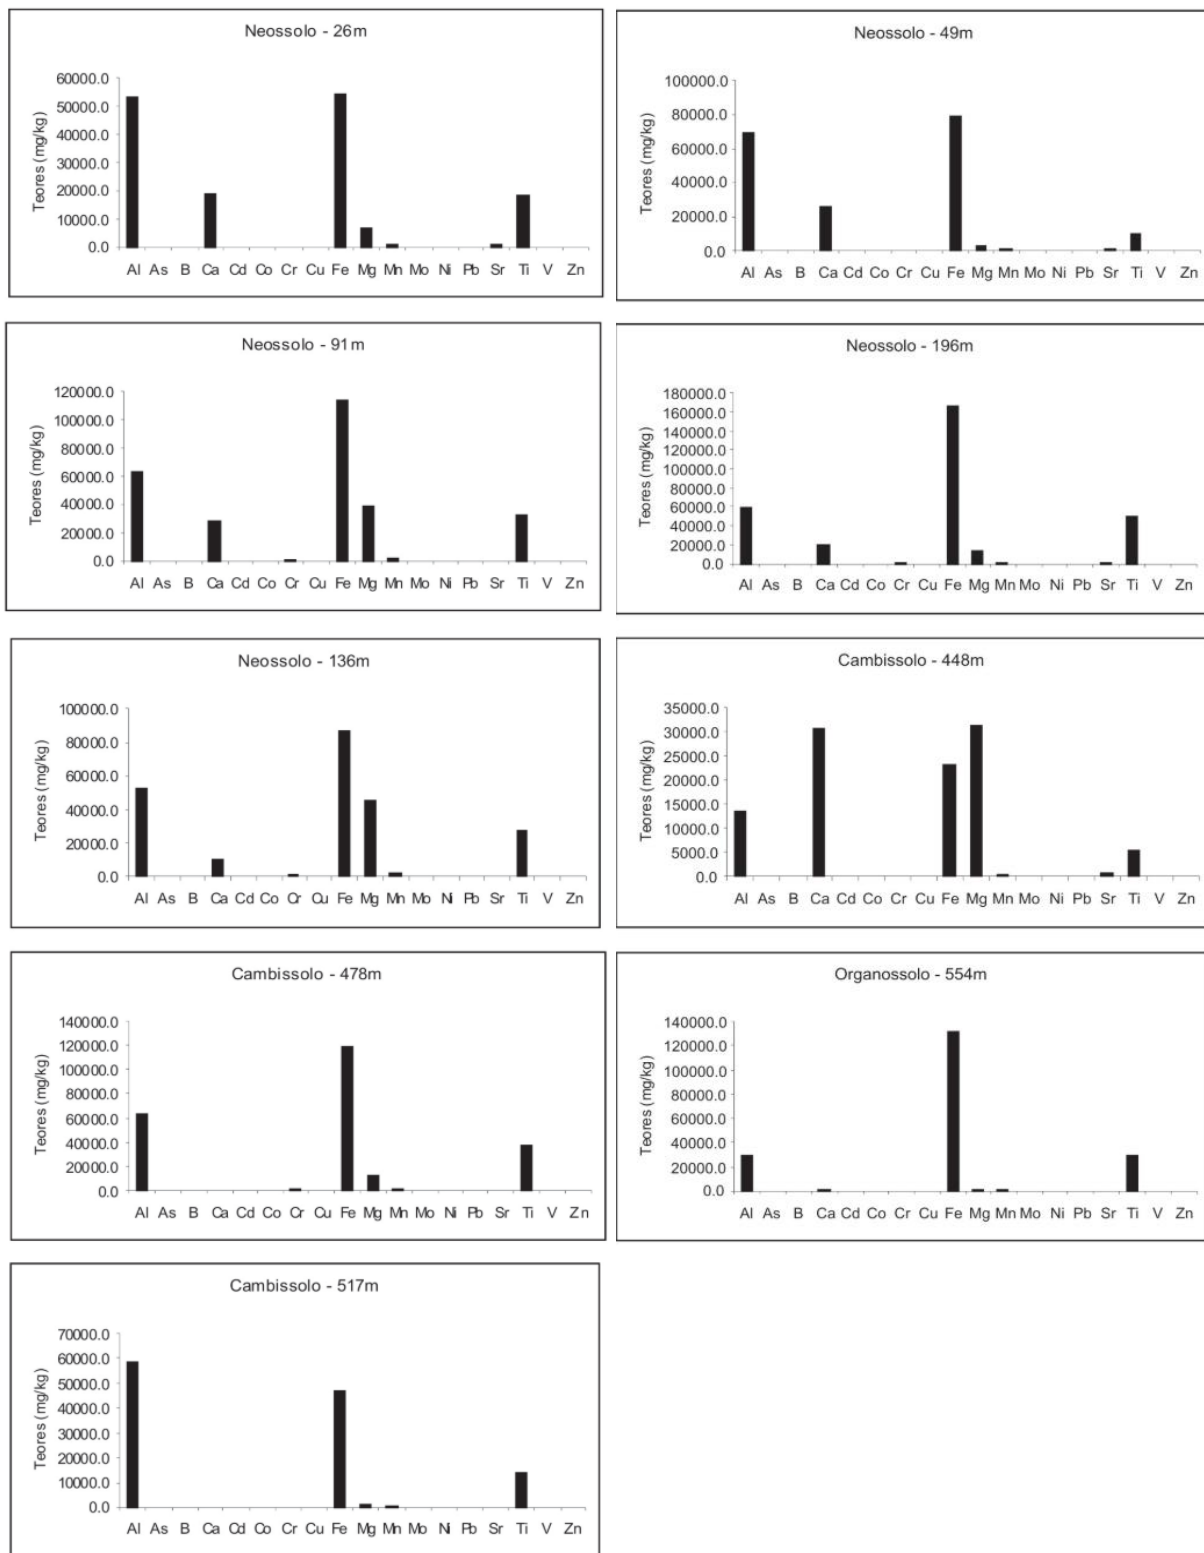 Neossolo - 26m
Teores (mg/kg)
60000.0
50000.0
40000.0
30000.0
20000.0
10000.0
0.0
Al As B Ca Cd Co Cr Cu Fe Mg Mn Mo Ni Pb Sr Ti V Zn
Neossolo - 49m
Teores (mg/kg)
100000.0
80000.0
60000.0
40000.0
20000.0
0.0
Al As B Ca Cd Co Cr Cu Fe Mg Mn Mo Ni Pb Sr Ti V Zn
Neossolo - 91m
Teores (mg/kg)
120000.0
100000.0
80000.0
60000.0
40000.0
20000.0
0.0
Al As B Ca Cd Co Cr Cu Fe Mg Mn Mo Ni Pb Sr Ti V Zn
Neossolo - 196m
Teores (mg/kg)
180000.0
160000.0
140000.0
120000.0
100000.0
80000.0
60000.0
40000.0
20000.0
0.0
Al As B Ca Cd Co Cr Cu Fe Mg Mn Mo Ni Pb Sr Ti V Zn
Neossolo - 136m
Teores (mg/kg)
100000.0
80000.0
60000.0
40000.0
20000.0
0.0
Al As B Ca Cd Co Cr Cu Fe Mg Mn Mo Ni Pb Sr Ti V Zn
Cambissolo - 448m
Teores (mg/kg)
35000.0
30000.0
25000.0
20000.0
15000.0
10000.0
5000.0
0.0
Al As B Ca Cd Co Cr Cu Fe Mg Mn Mo Ni Pb Sr Ti V Zn
Cambissolo - 478m
Teores (mg/kg)
140000.0
120000.0
100000.0
80000.0
60000.0
40000.0
20000.0
0.0
Al As B Ca Cd Co Cr Cu Fe Mg Mn Mo Ni Pb Sr Ti V Zn
Organossolo - 554m
Teores (mg/kg)
140000.0
120000.0
100000.0
80000.0
60000.0
40000.0
20000.0
0.0
Al As B Ca Cd Co Cr Cu Fe Mg Mn Mo Ni Pb Sr Ti V Zn
Cambissolo - 517m
Teores (mg/kg)
70000.0
60000.0
50000.0
40000.0
30000.0
20000.0
10000.0
0.0
Al As B Ca Cd Co Cr Cu Fe Mg Mn Mo Ni Pb Sr Ti V Zn